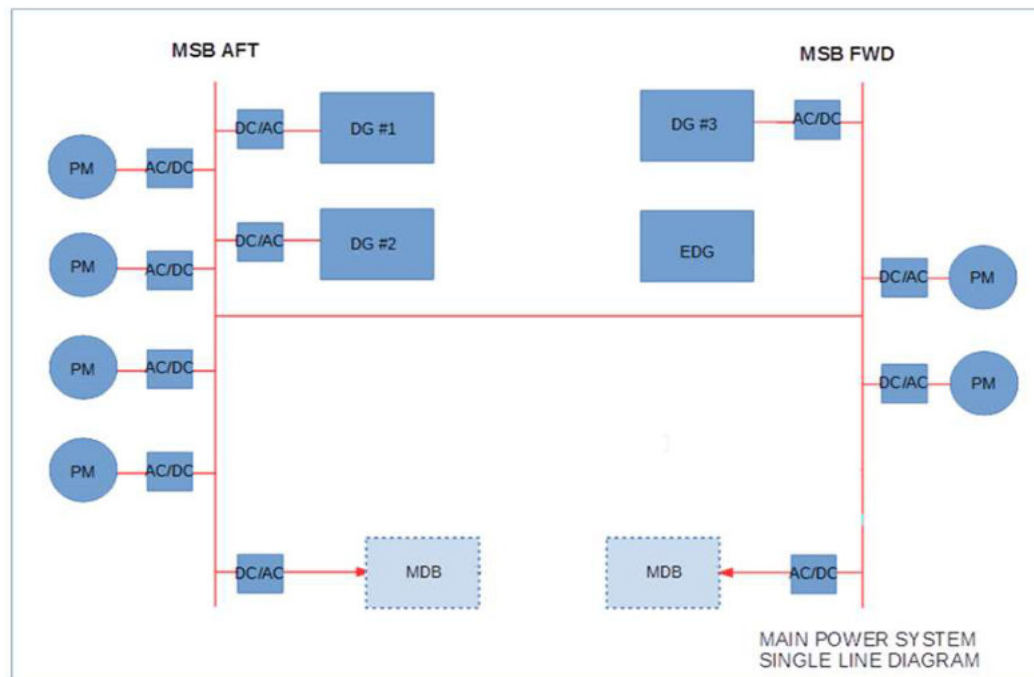 MSB AFT
MSB FWD
DC/AC
DG #1
DG #3
AC/DC
PM
AC/DC
DC/AC
DG #2
EDG
PM
AC/DC
DC/AC
PM
PM
AC/DC
DC/AC
PM
PM
AC/DC
DC/AC
MDB
MDB
AC/DC
MAIN POWER SYSTEM
SINGLE LINE DIAGRAM